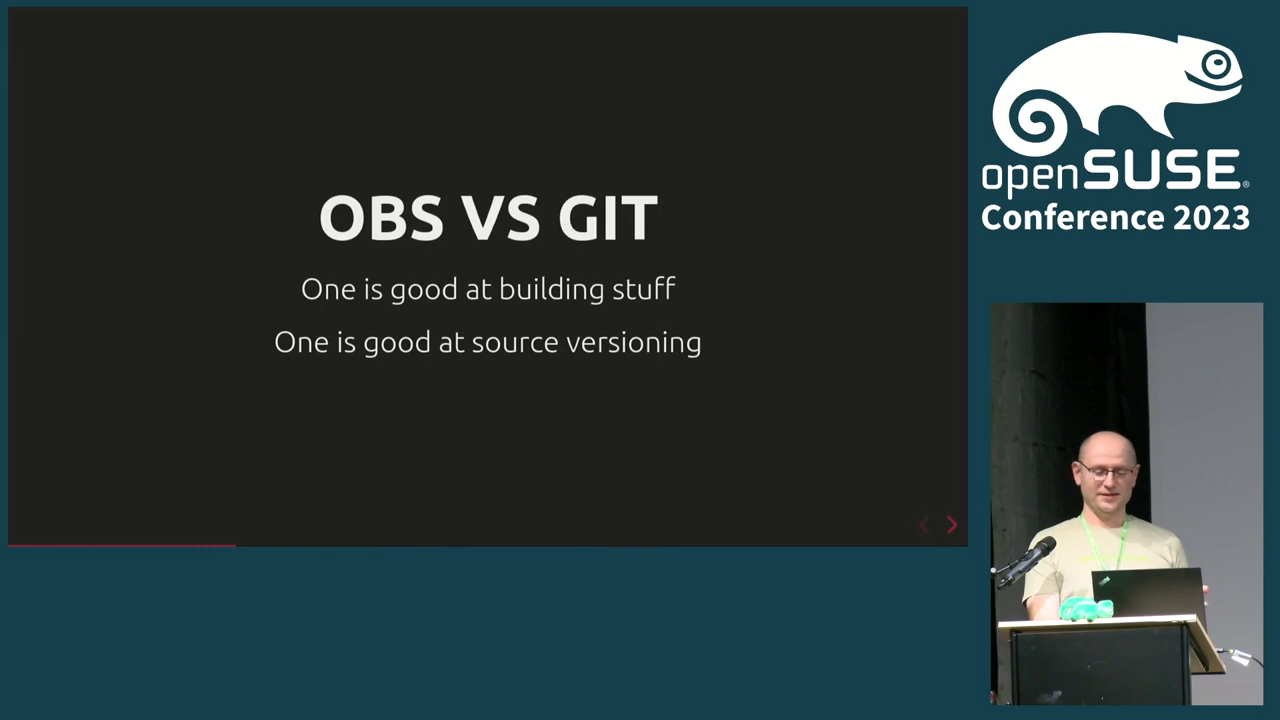 OBS VS GIT
One is good at building stuff
One is good at source versioning
openSUSE®
Conference 2023